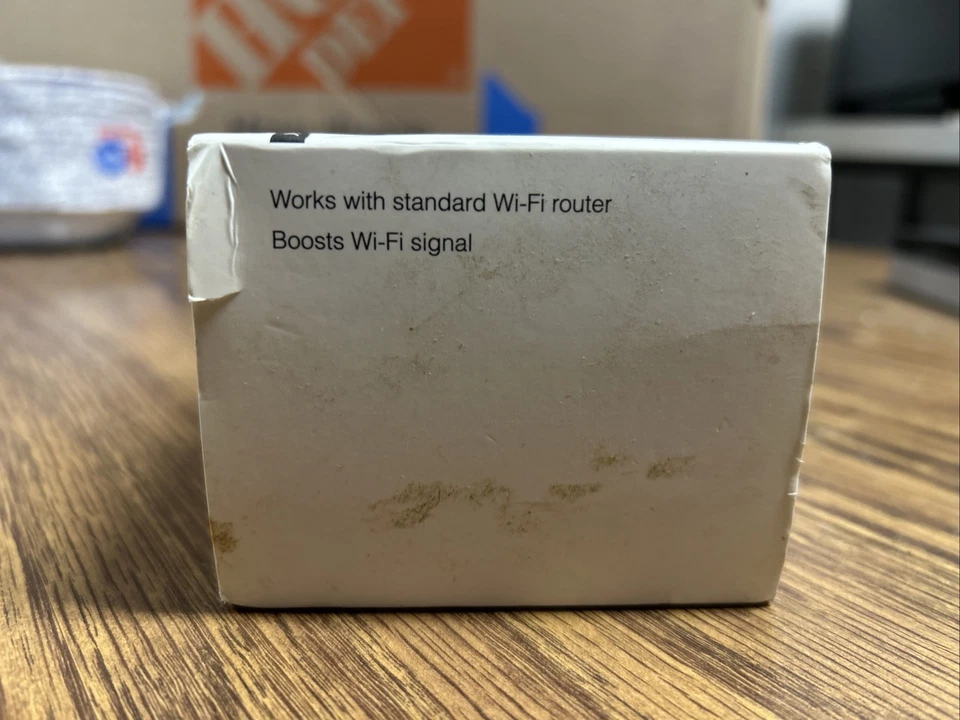 Works with standard Wi-Fi router
Boosts Wi-Fi signal